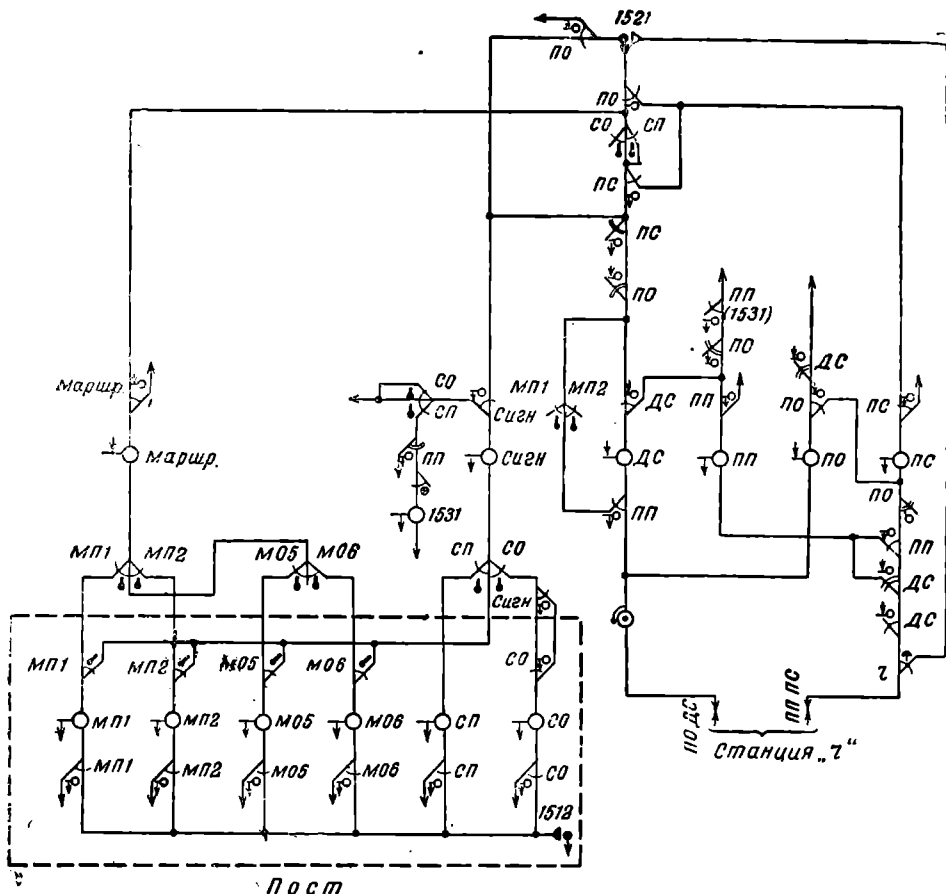 1521
ПО
ПО
СО СП
ПС
ПС
ПО
ПП
(1531)
ПО
ДС
Маршр.
СО
СП
Сигн
МП1 МП2
ДС
ПП
ПО
ПС
Маршр.
ПП
Сигн
ДС
ПП
ПО
ПС
1531
ПП
ПО
МП1 МП2
МО5 МО6
СП СО
ПП
ДС
Сигн
ДС
МП1
МП2
МО5
МО6
СО
г
МП1
МП2
МО5
МО6
СП
СО
ПО ДС
ПП ПС
Станция „г“
МП1
МП2
МО5
МО6
СП
СО
1512
Пост